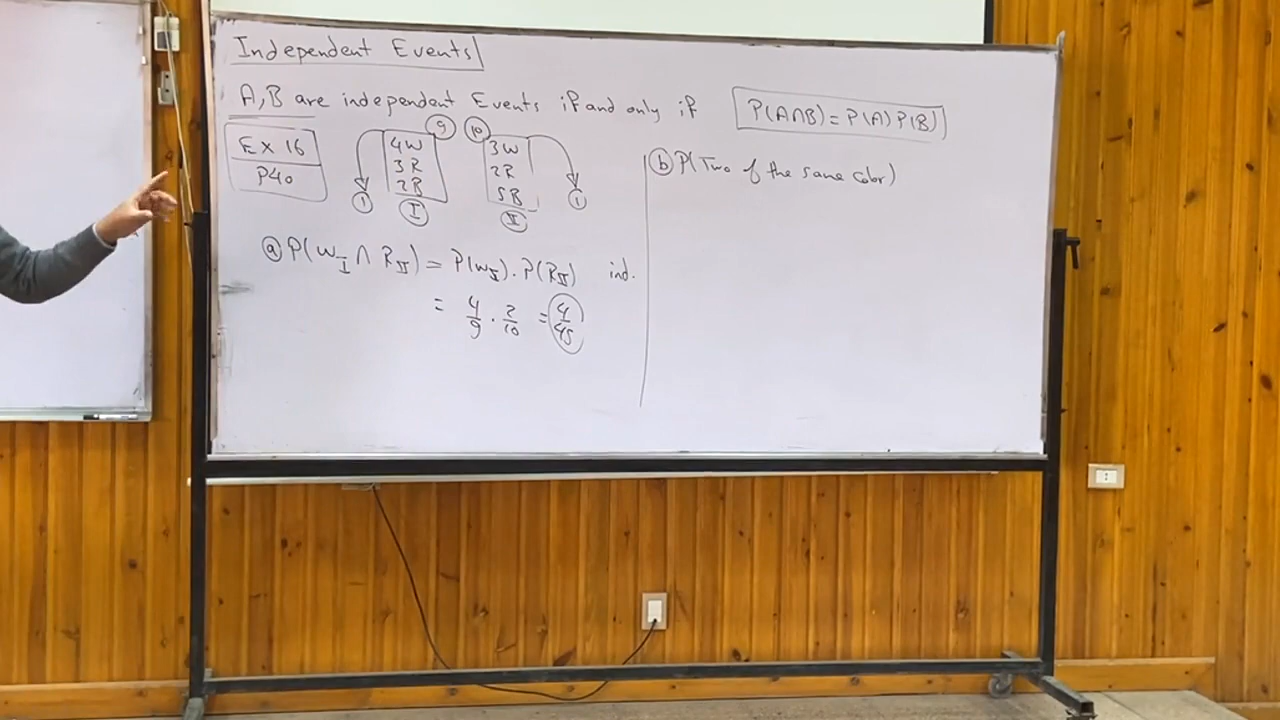 Independent Events
A,B are independent Events if and only if P(A∩B) = P(A) P(B)
Ex 16
P40
9
4W
3R
2B
I
1
10
3W
2R
5B
II
1
(a) P(W_I ∩ R_II) = P(W_I) . P(R_II) ind.
= 4/9 . 2/10 = 4/45
(b) P(Two of the same color)